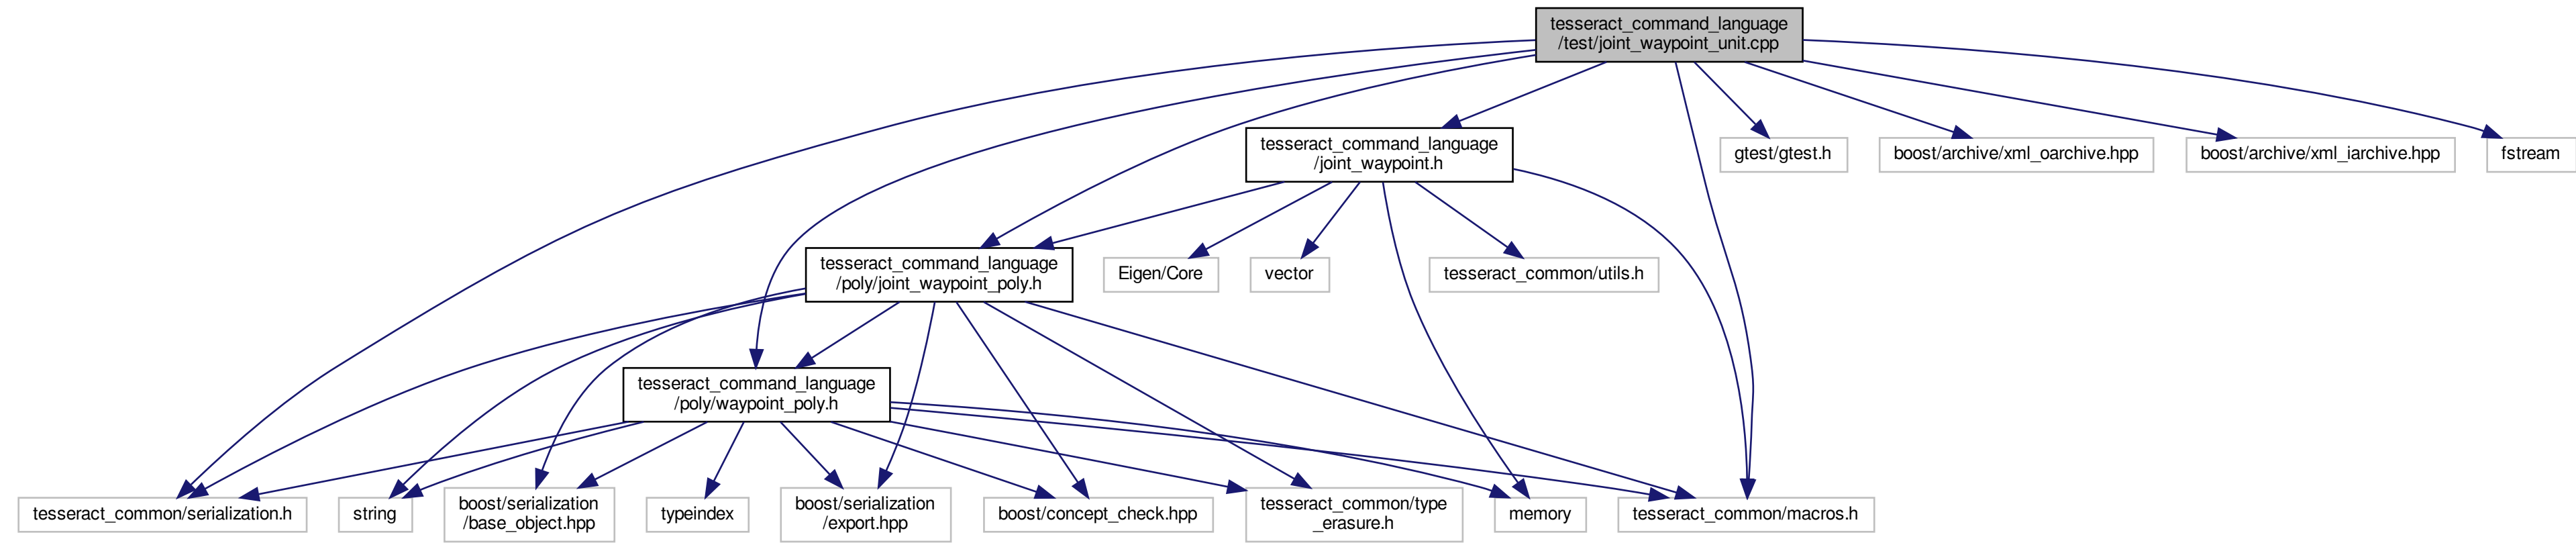 tesseract_command_language
/test/joint_waypoint_unit.cpp
tesseract_command_language
/joint_waypoint.h
gtest/gtest.h
boost/archive/xml_oarchive.hpp
boost/archive/xml_iarchive.hpp
fstream
tesseract_command_language
/poly/joint_waypoint_poly.h
Eigen/Core
vector
tesseract_common/utils.h
tesseract_command_language
/poly/waypoint_poly.h
tesseract_common/serialization.h
string
boost/serialization
/base_object.hpp
typeindex
boost/serialization
/export.hpp
boost/concept_check.hpp
tesseract_common/type
_erasure.h
memory
tesseract_common/macros.h